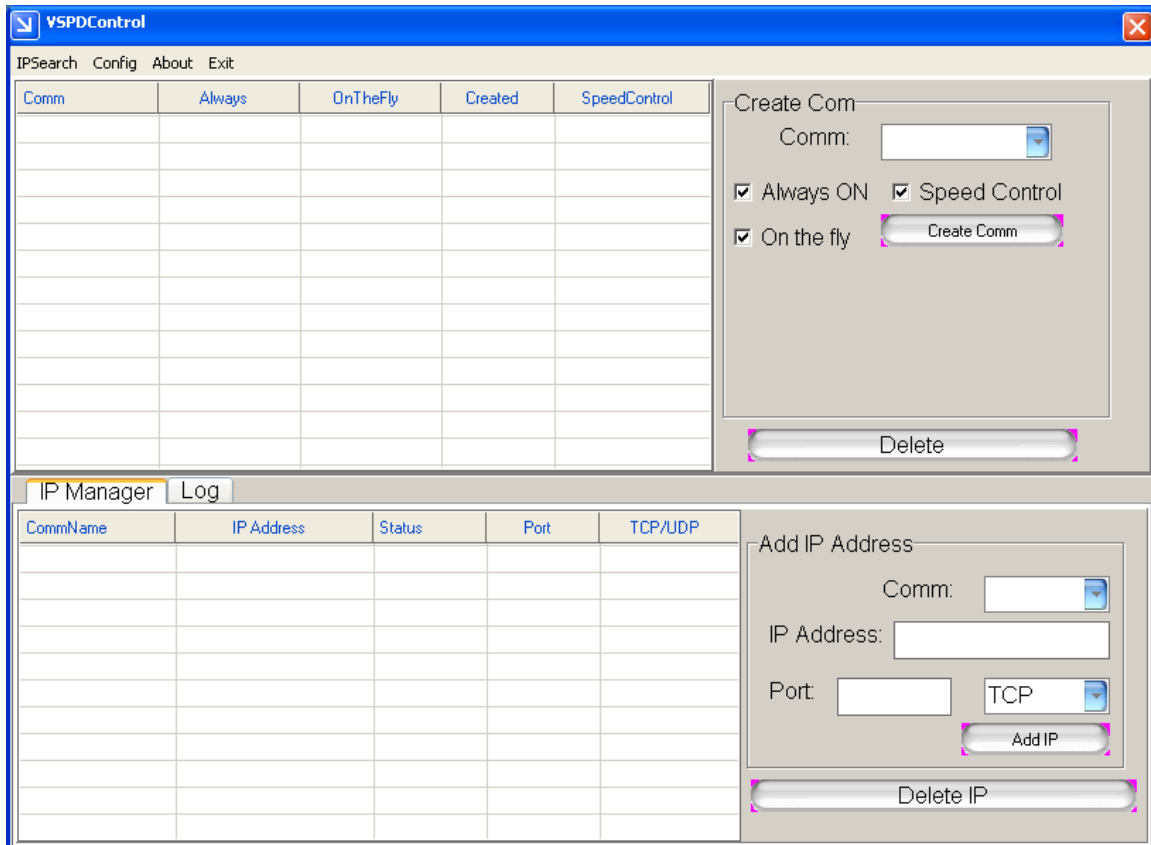 VSPDControl
IPSearch Config About Exit
Comm Always OnTheFly Created SpeedControl
Create Com
Comm:
Always ON Speed Control
On the fly Create Comm
Delete
IP Manager Log
CommName IP Address Status Port TCP/UDP
Add IP Address
Comm:
IP Address:
Port: TCP
Add IP
Delete IP